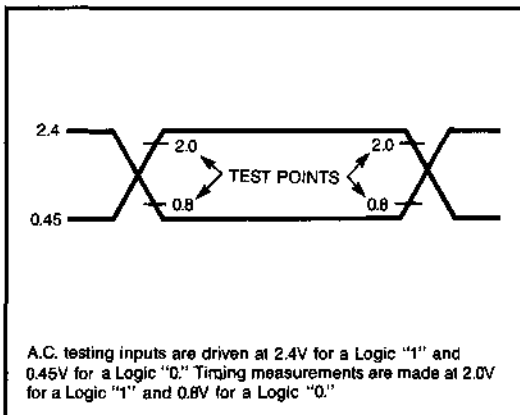 2.4
2.0
2.0
TEST POINTS
0.8
0.8
0.45
A.C. testing inputs are driven at 2.4V for a Logic "1" and
0.45V for a Logic "0." Timing measurements are made at 2.0V
for a Logic "1" and 0.8V for a Logic "0."